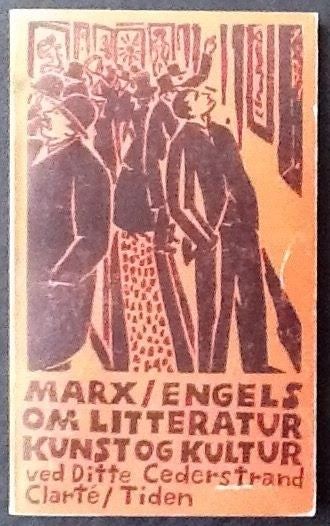 MARX/ENGELS
OM LITTERATUR
KUNST OG KULTUR
ved Ditte Cederstrand
Clarté/Tiden